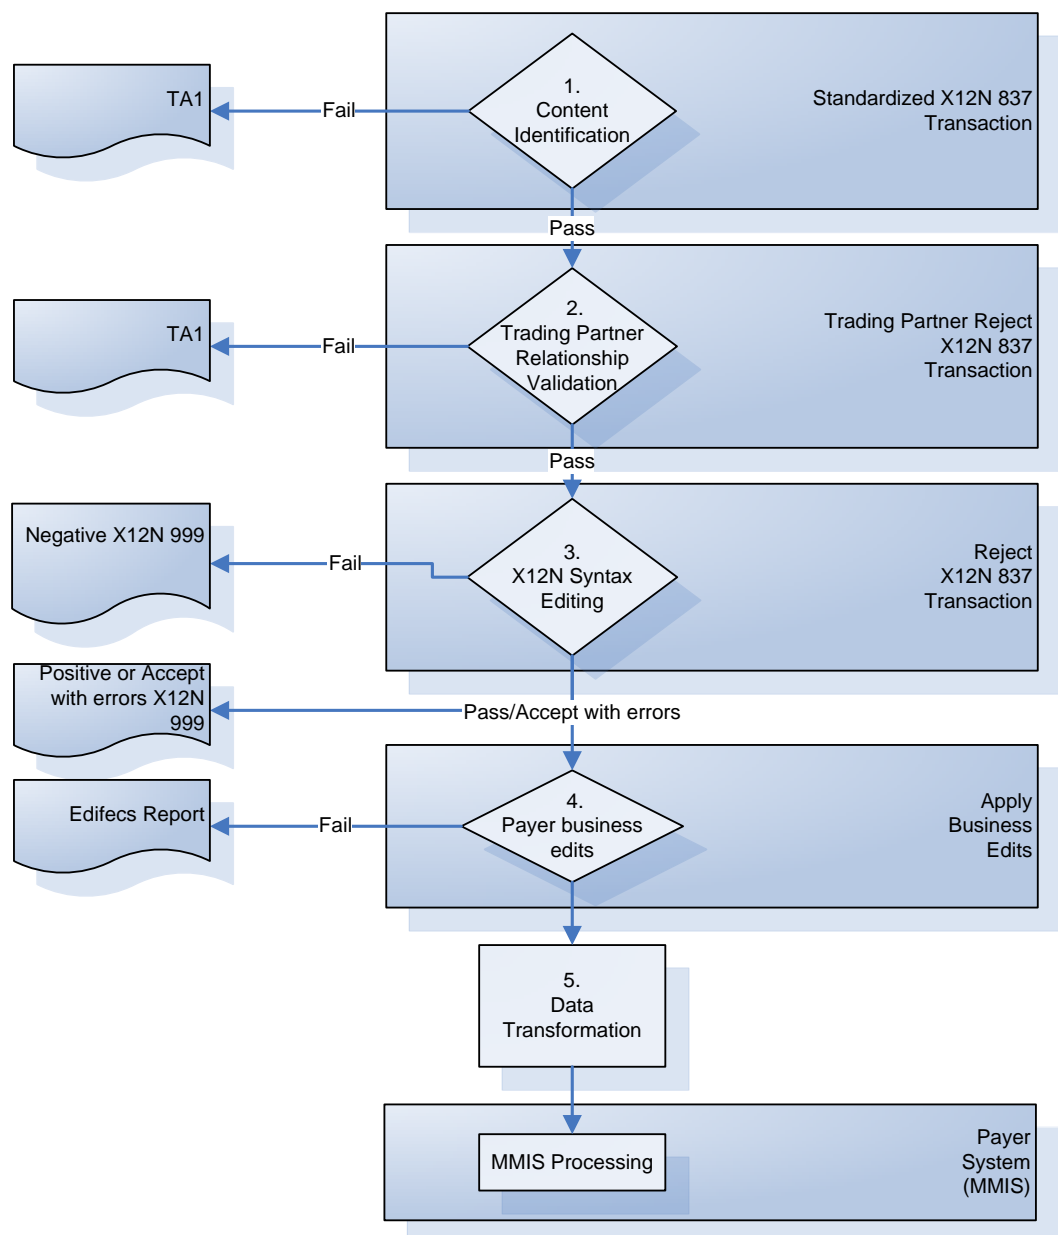 TA1
Fail
1.
Content
Identification
Standardized X12N 837
Transaction
Pass
TA1
Fail
2.
Trading Partner
Relationship
Validation
Trading Partner Reject
X12N 837
Transaction
Pass
Negative X12N 999
Fail
3.
X12N Syntax
Editing
Reject
X12N 837
Transaction
Positive or Accept
with errors X12N
999
Pass/Accept with errors
Edifecs Report
Fail
4.
Payer business
edits
Apply
Business
Edits
5.
Data
Transformation
MMIS Processing
Payer
System
(MMIS)